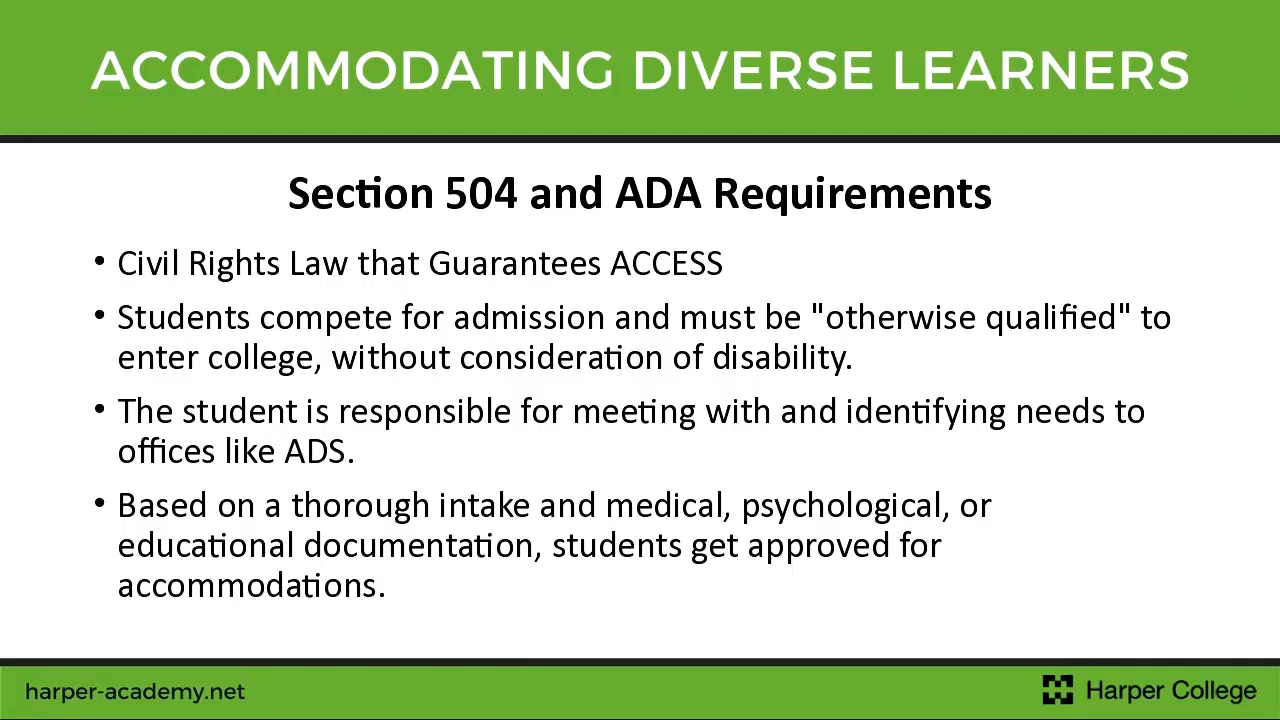 ACCOMMODATING DIVERSE LEARNERS
Section 504 and ADA Requirements
• Civil Rights Law that Guarantees ACCESS
• Students compete for admission and must be "otherwise qualified" to
enter college, without consideration of disability.
• The student is responsible for meeting with and identifying needs to
offices like ADS.
• Based on a thorough intake and medical, psychological, or
educational documentation, students get approved for
accommodations.
harper-academy.net
Harper College